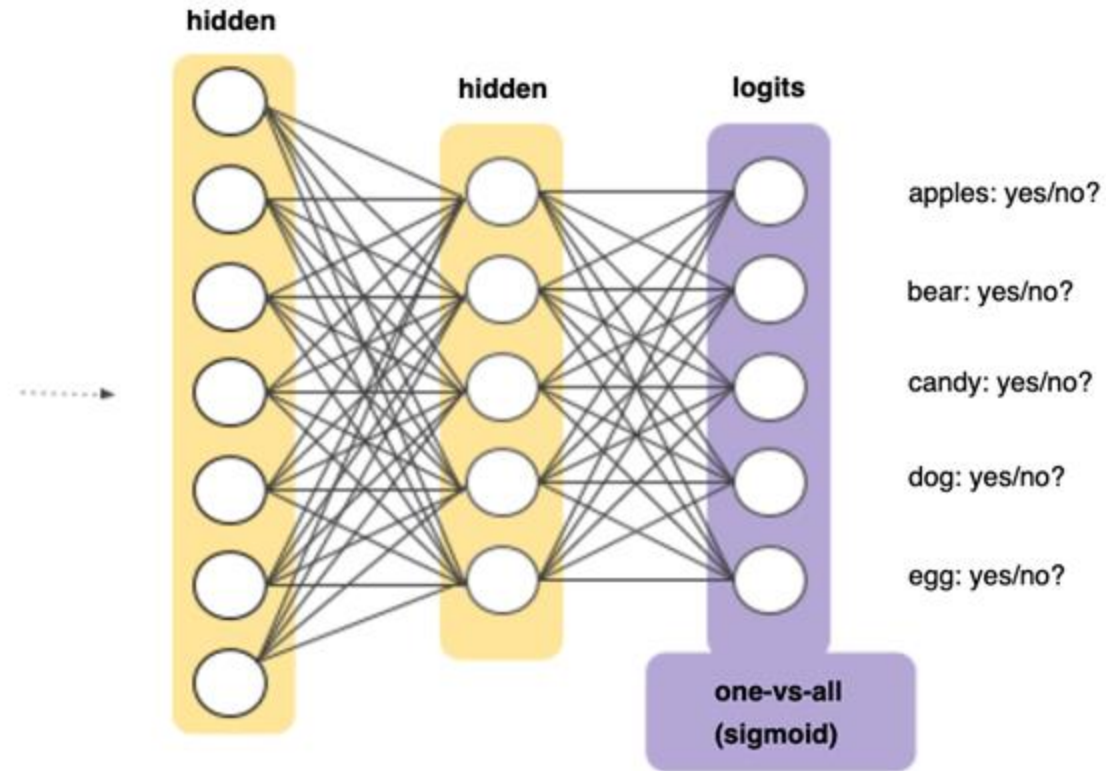 hidden
hidden
logits
apples: yes/no?
bear: yes/no?
candy: yes/no?
dog: yes/no?
egg: yes/no?
one-vs-all
(sigmoid)